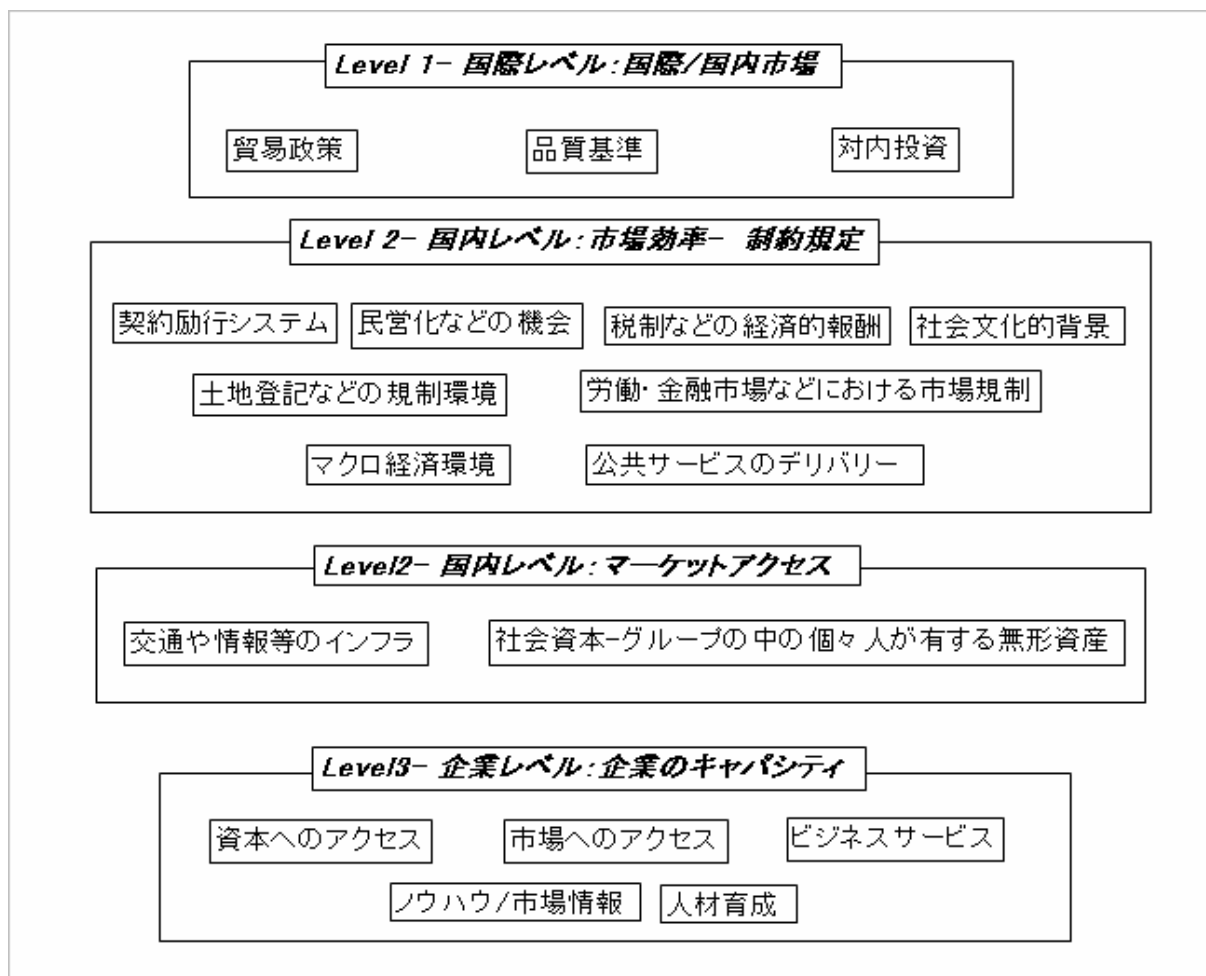 Level 1- 国際レベル:国際/国内市場
貿易政策
品質基準
対内投資
Level 2- 国内レベル:市場効率- 制約規定
契約励行システム
民営化などの機会
税制などの経済的報酬
社会文化的背景
土地登記などの規制環境
労働・金融市場などにおける市場規制
マクロ経済環境
公共サービスのデリバリー
Level2- 国内レベル:マーケットアクセス
交通や情報等のインフラ
社会資本-グループの中の個々人が有する無形資産
Level3- 企業レベル:企業のキャパシティ
資本へのアクセス
市場へのアクセス
ビジネスサービス
ノウハウ/市場情報
人材育成